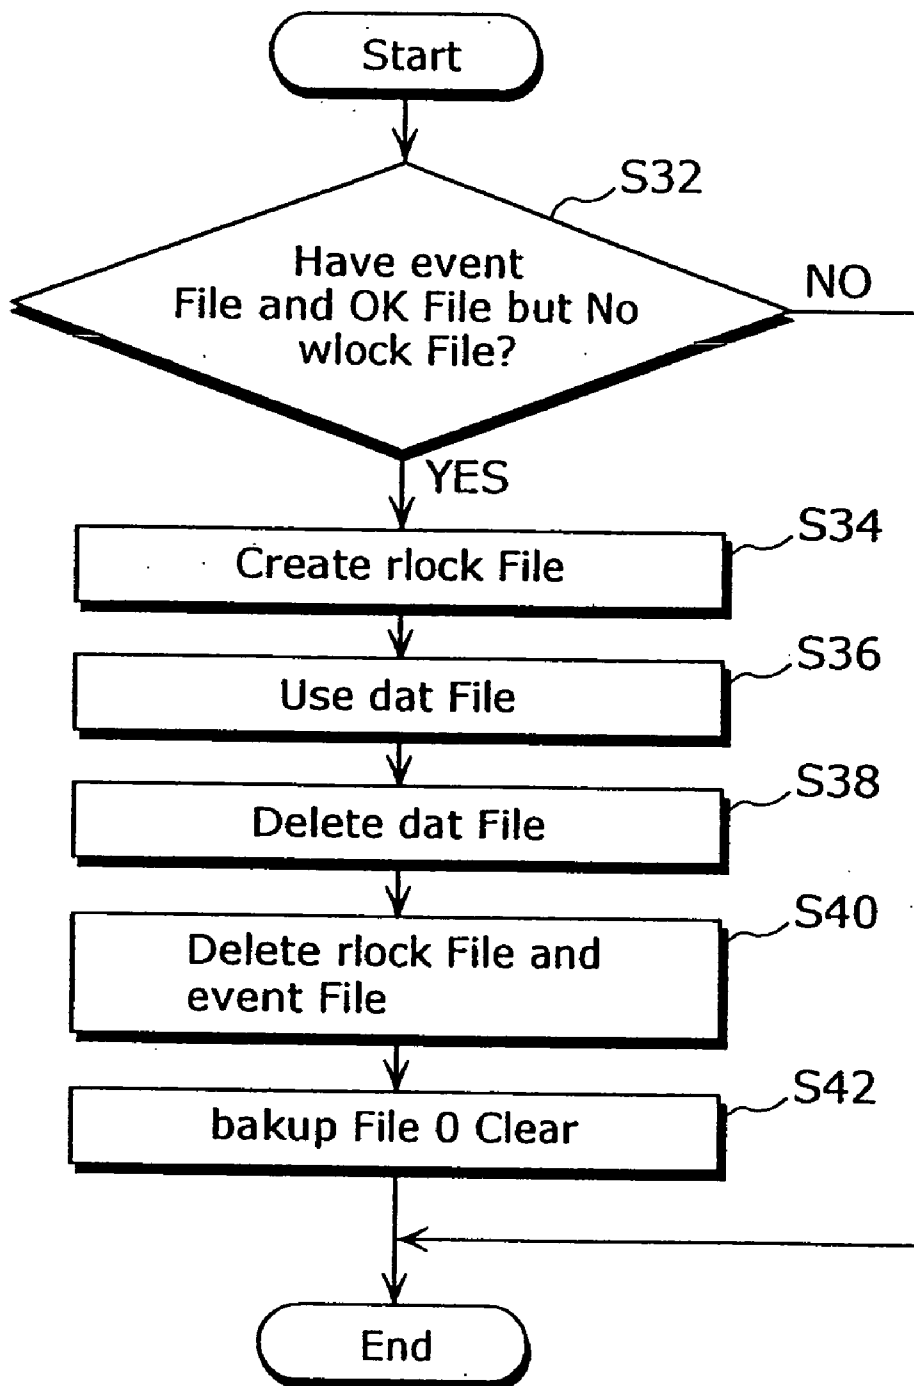 Start
S32
Have event
File and OK File but No
wlock File?
NO
YES
S34
Create rlock File
S36
Use dat File
S38
Delete dat File
S40
Delete rlock File and
event File
S42
bakup File 0 Clear
End